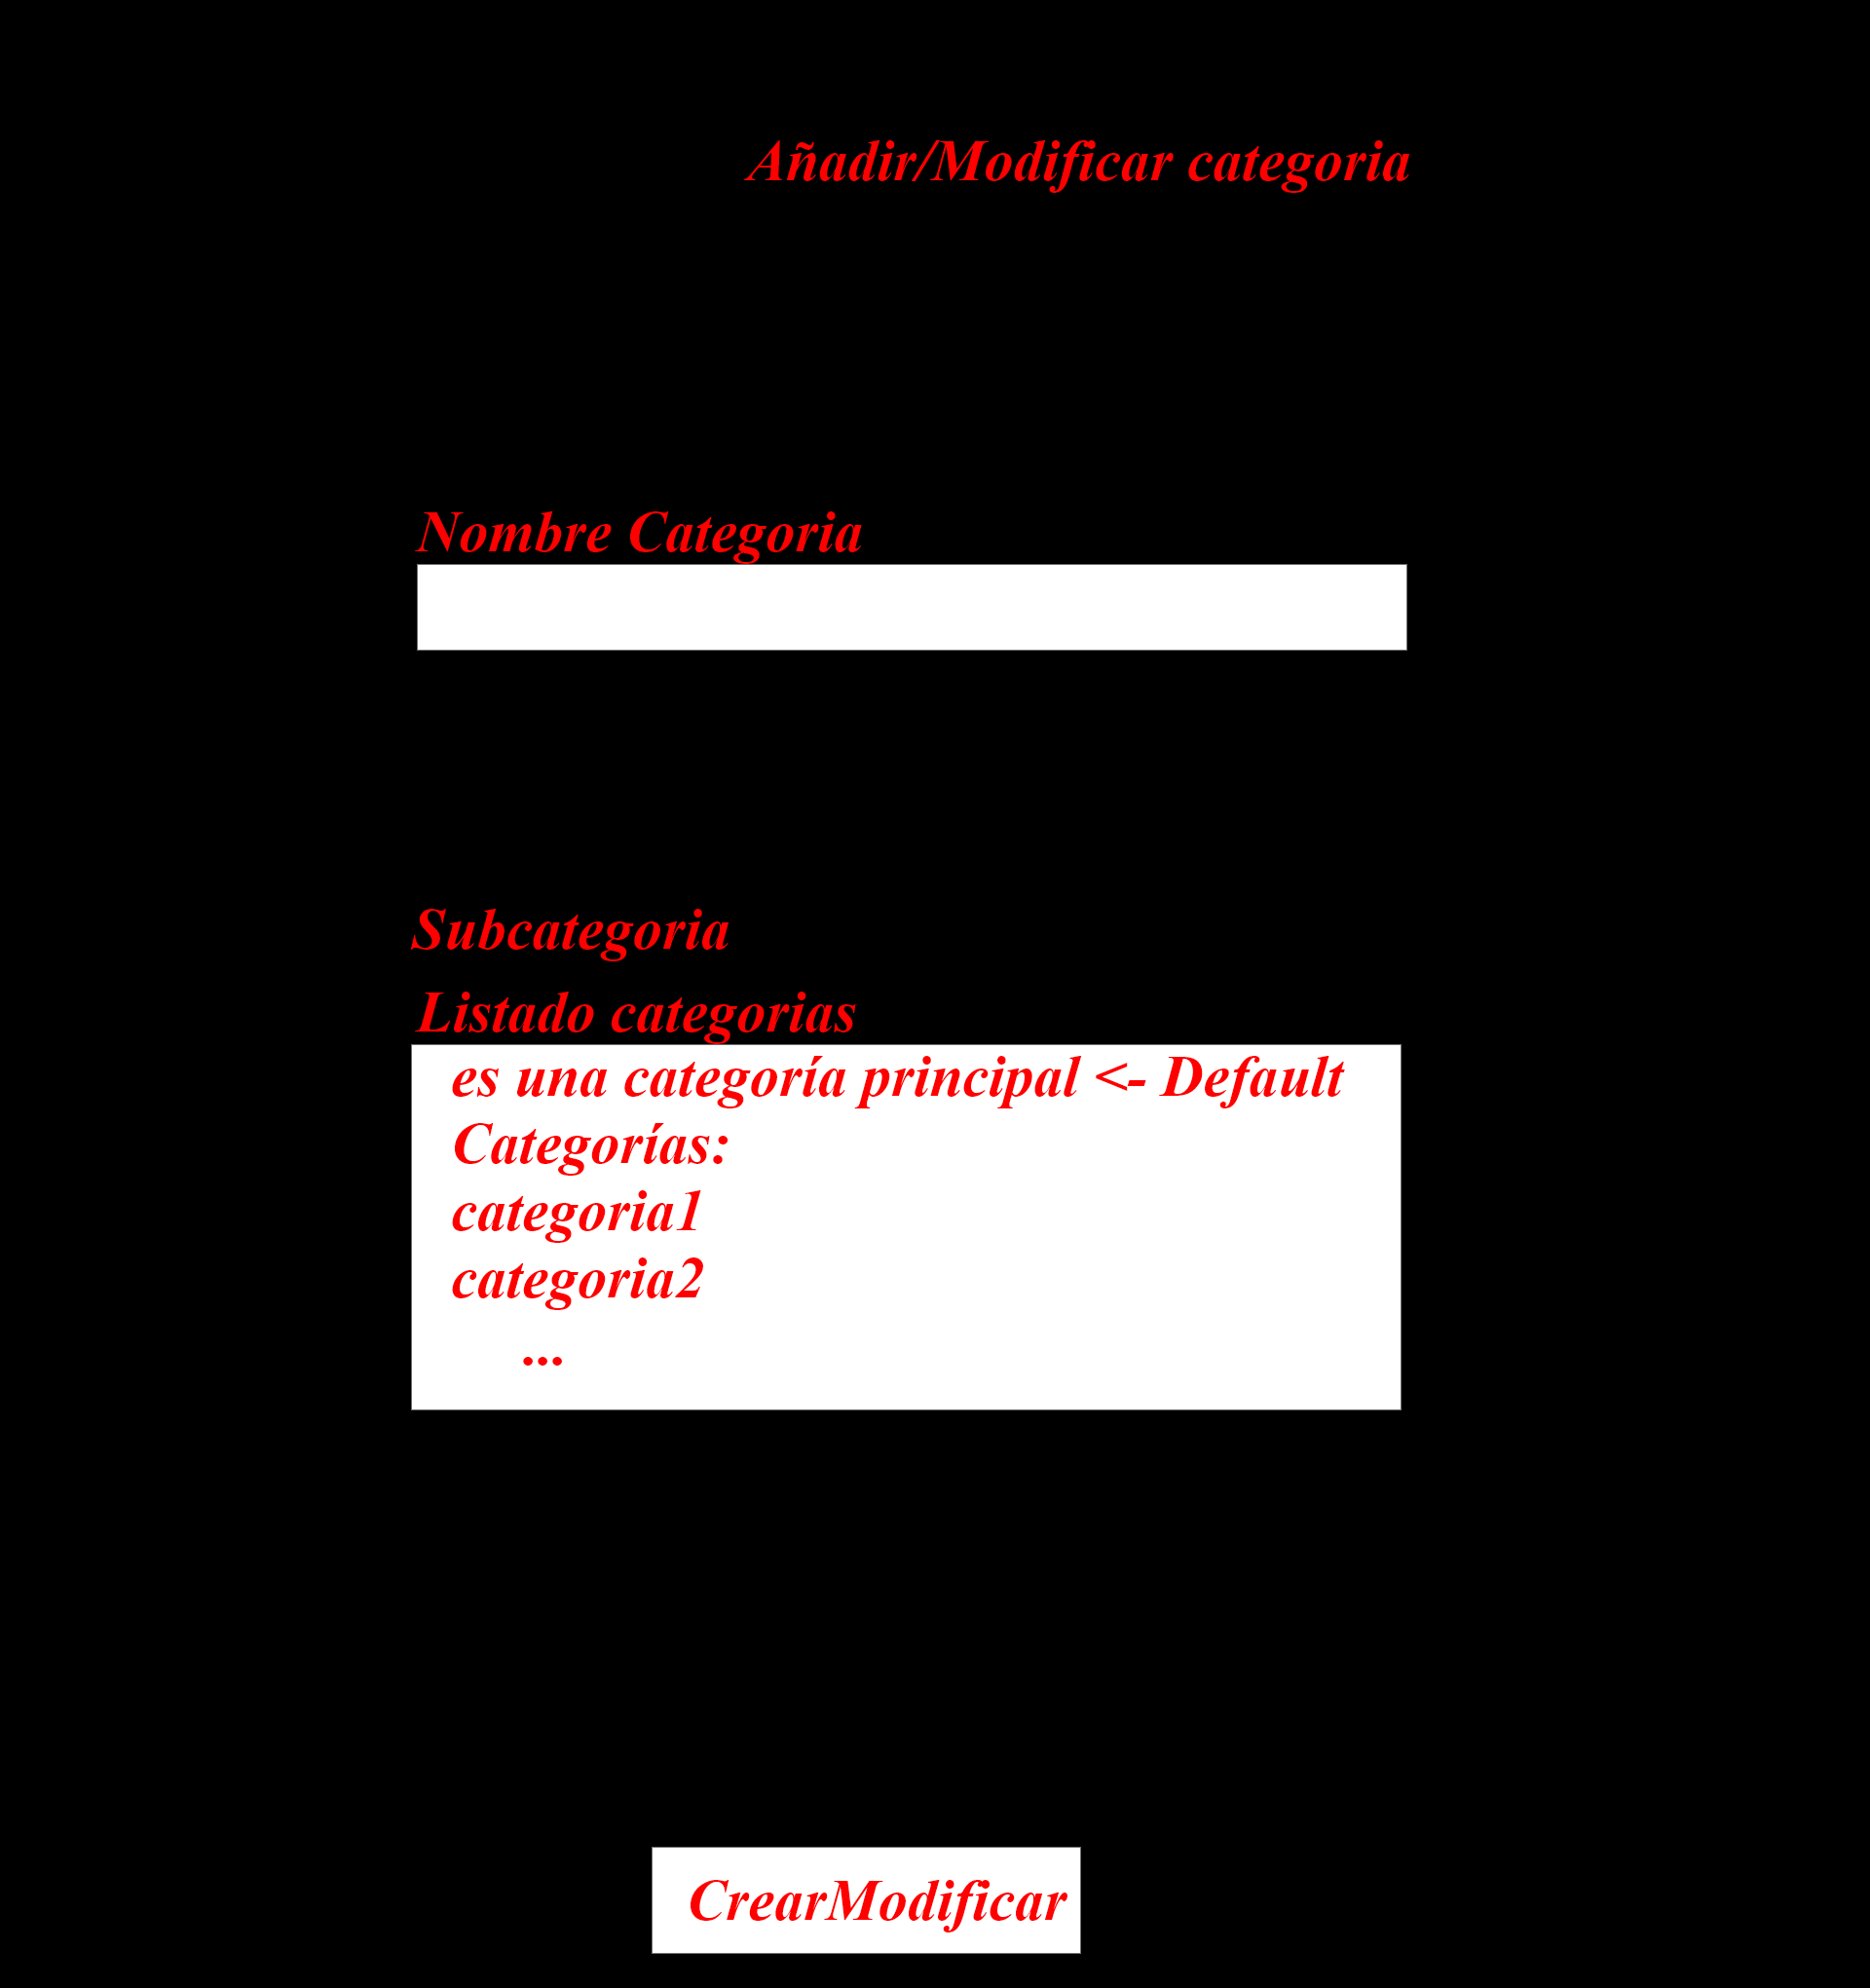 Añadir/Modificar categoria
Nombre Categoria
Subcategoria
Listado categorias
es una categoría principal <- Default
Categorías:
categoria1
categoria2
...
CrearModificar